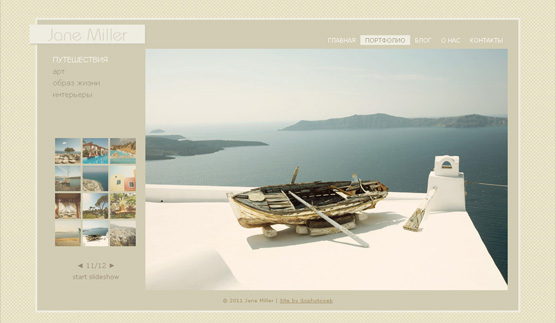 Jane Miller
ГЛАВНАЯ ПОРТФОЛИО БЛОГ О НАС КОНТАКТЫ
ПУТЕШЕСТВИЯ
арт
образ жизни
интерьеры
◄ 11/12 ►
start slideshow
© 2011 Jane Miller | Site by bigfolioweb